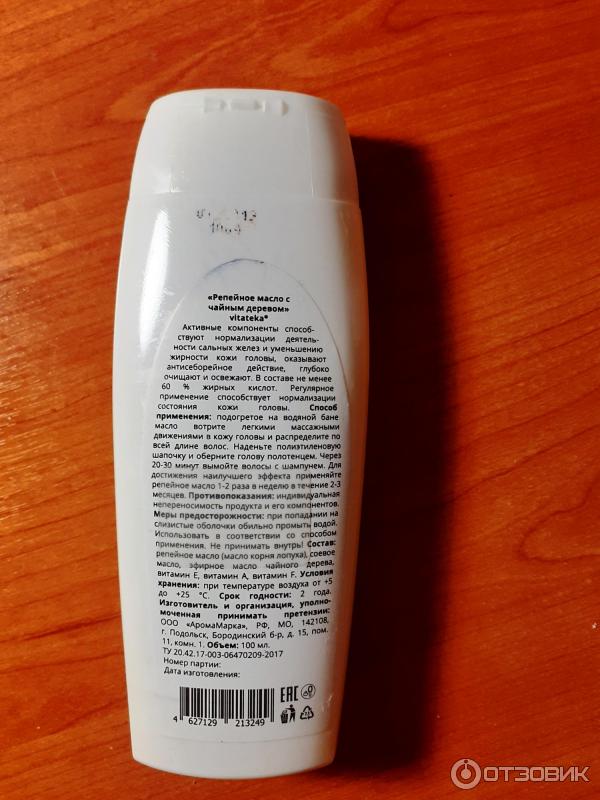 «Репейное масло с
чайным деревом»
vitateka®
Активные компоненты способ-
ствуют нормализации деятель-
ности сальных желез и уменьшению
жирности кожи головы, оказывают
антисеборейное действие, глубоко
очищают и освежают. В составе не менее
60 % жирных кислот. Регулярное
применение способствует нормализации
состояния кожи головы. Способ
применения: подогретое на водяной бане
масло вотрите легкими массажными
движениями в кожу головы и распределите по
всей длине волос. Наденьте полиэтиленовую
шапочку и оберните голову полотенцем. Через
20-30 минут вымойте волосы с шампунем. Для
достижения наилучшего эффекта применяйте
репейное масло 1-2 раза в неделю в течение 2-3
месяцев. Противопоказания: индивидуальная
непереносимость продукта и его компонентов.
Меры предосторожности: при попадании на
слизистые оболочки обильно промыть водой.
Использовать в соответствии со способом
применения. Не принимать внутрь! Состав:
репейное масло (масло корня лопуха), соевое
масло, эфирное масло чайного дерева,
витамин Е, витамин А, витамин F. Условия
хранения: при температуре воздуха от +5
до +25 °С. Срок годности: 2 года.
Изготовитель и организация, уполно-
моченная принимать претензии:
ООО «АромаМарка», РФ, МО, 142108,
г. Подольск, Бородинский б-р, д. 15, пом.
11, комн. 1. Объем: 100 мл.
ТУ 20.42.17-003-06470209-2017
Номер партии:
Дата изготовления:
EAC
4 627129 213249
ОТЗОВИК